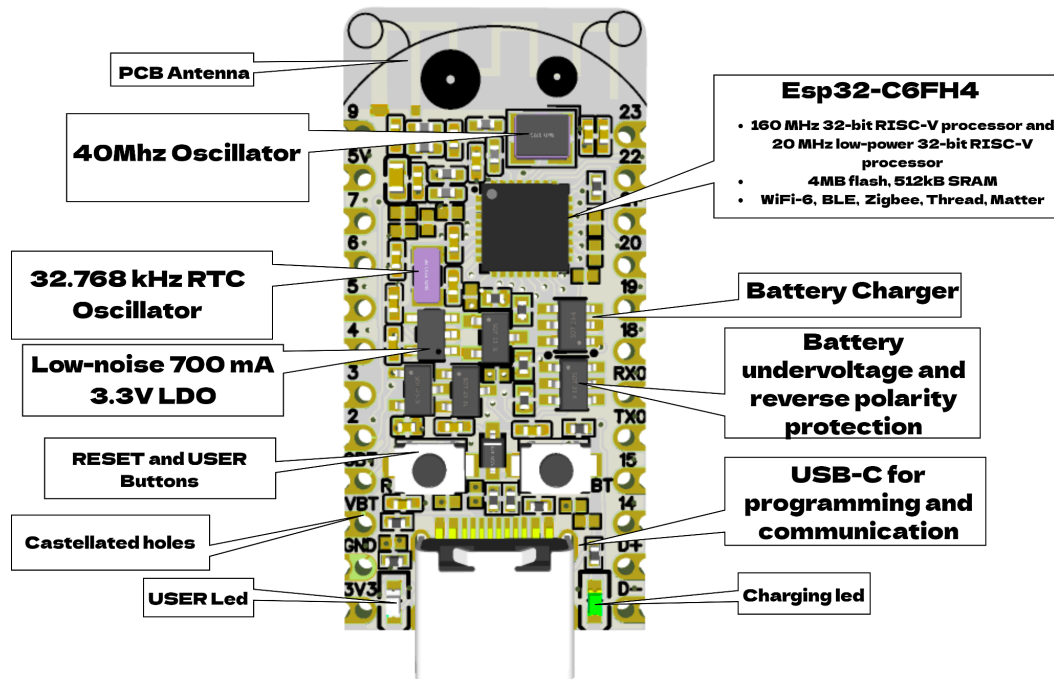 PCB Antenna
40Mhz Oscillator
32.768 kHz RTC
Oscillator
Low-noise 700 mA
3.3V LDO
RESET and USER
Buttons
Castellated holes
USER Led
9
5V
7
6
5
4
3
2
VBT
GND
3V3
R
BT
23
22
20
19
18
RX0
TX0
15
14
D+
D-
Esp32-C6FH4
• 160 MHz 32-bit RISC-V processor and
20 MHz low-power 32-bit RISC-V
processor
• 4MB flash, 512kB SRAM
• WiFi-6, BLE, Zigbee, Thread, Matter
Battery Charger
Battery
undervoltage and
reverse polarity
protection
USB-C for
programming and
communication
Charging led